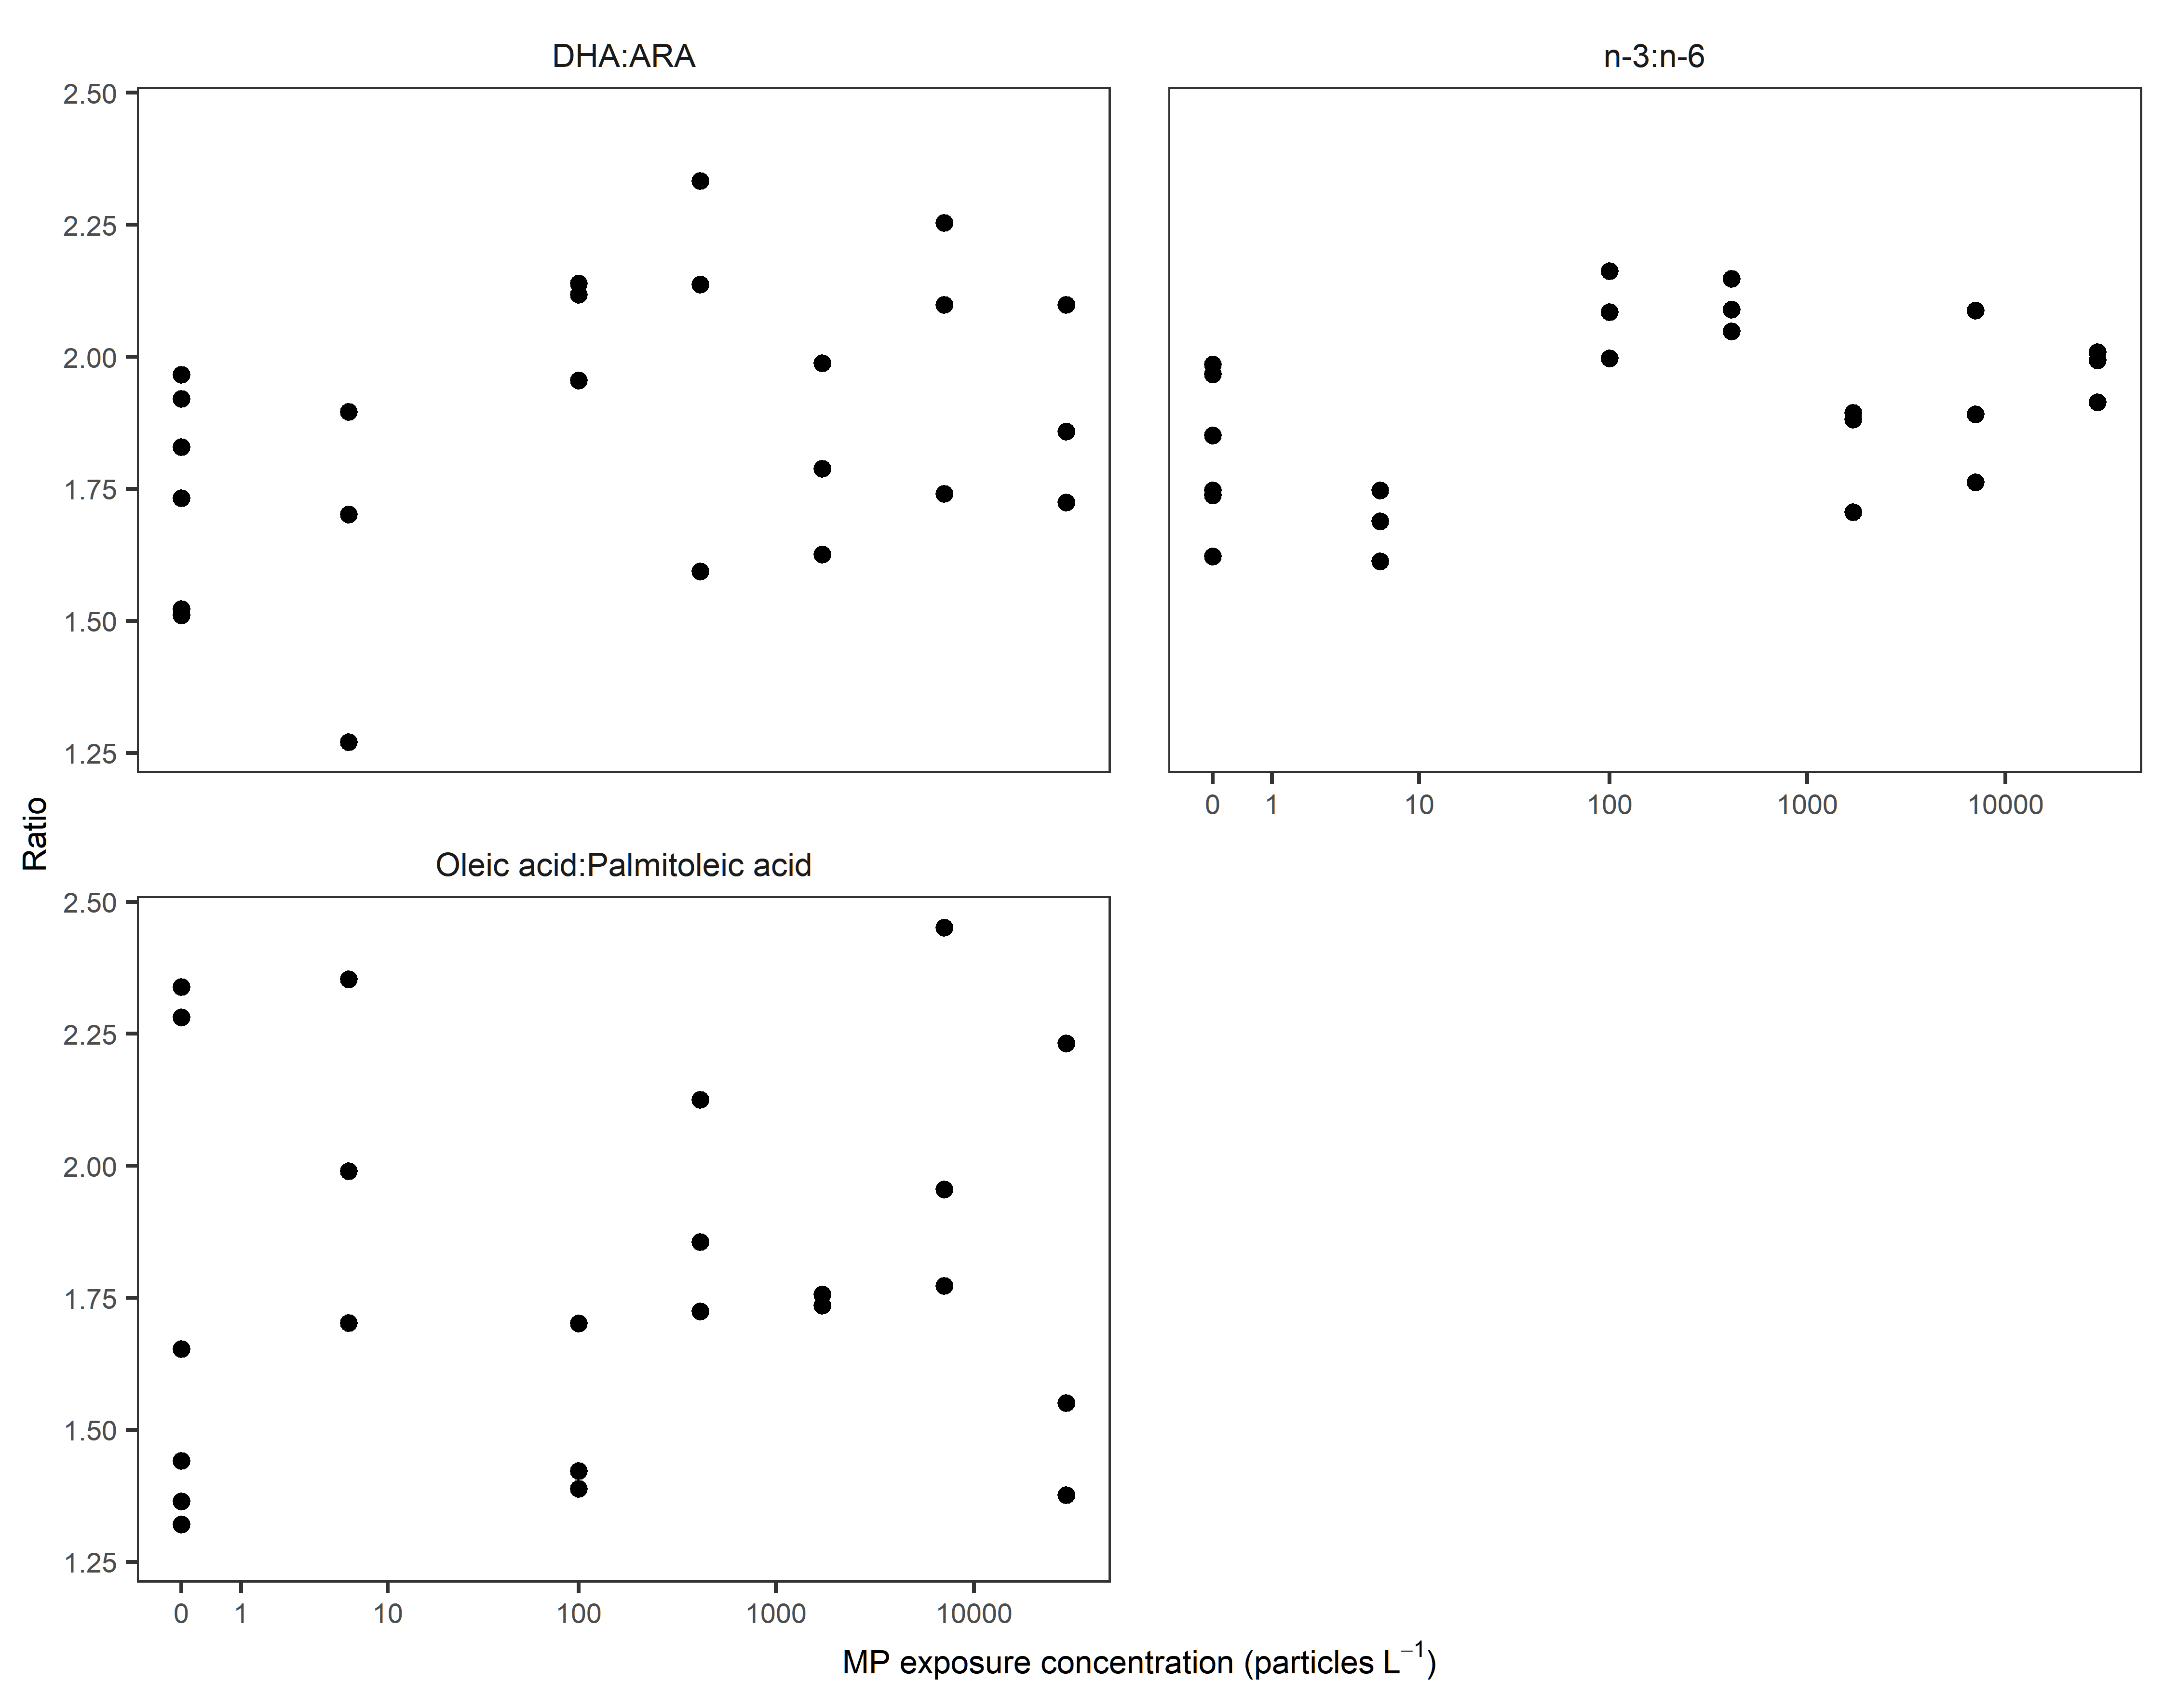 DHA:ARA
n-3:n-6
2.50
2.25
2.00
1.75
1.50
1.25
0 1 10 100 1000 10000
Ratio
Oleic acid:Palmitoleic acid
2.50
2.25
2.00
1.75
1.50
1.25
0 1 10 100 1000 10000
MP exposure concentration (particles L⁻¹)